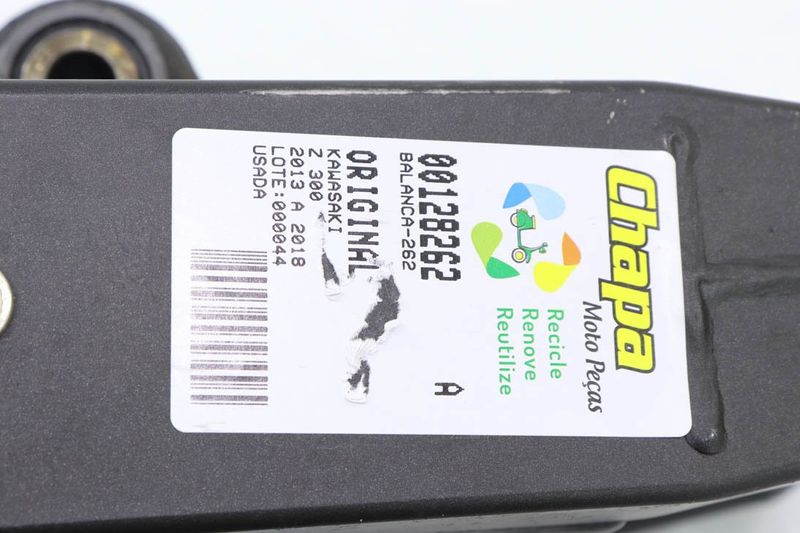 Chapa
Moto Peças
Recicle
Renove
Reutilize
00128262
A
BALANCA-262
ORIGINAL
KAWASAKI
Z 300
2013 A 2018
LOTE:000044
USADA